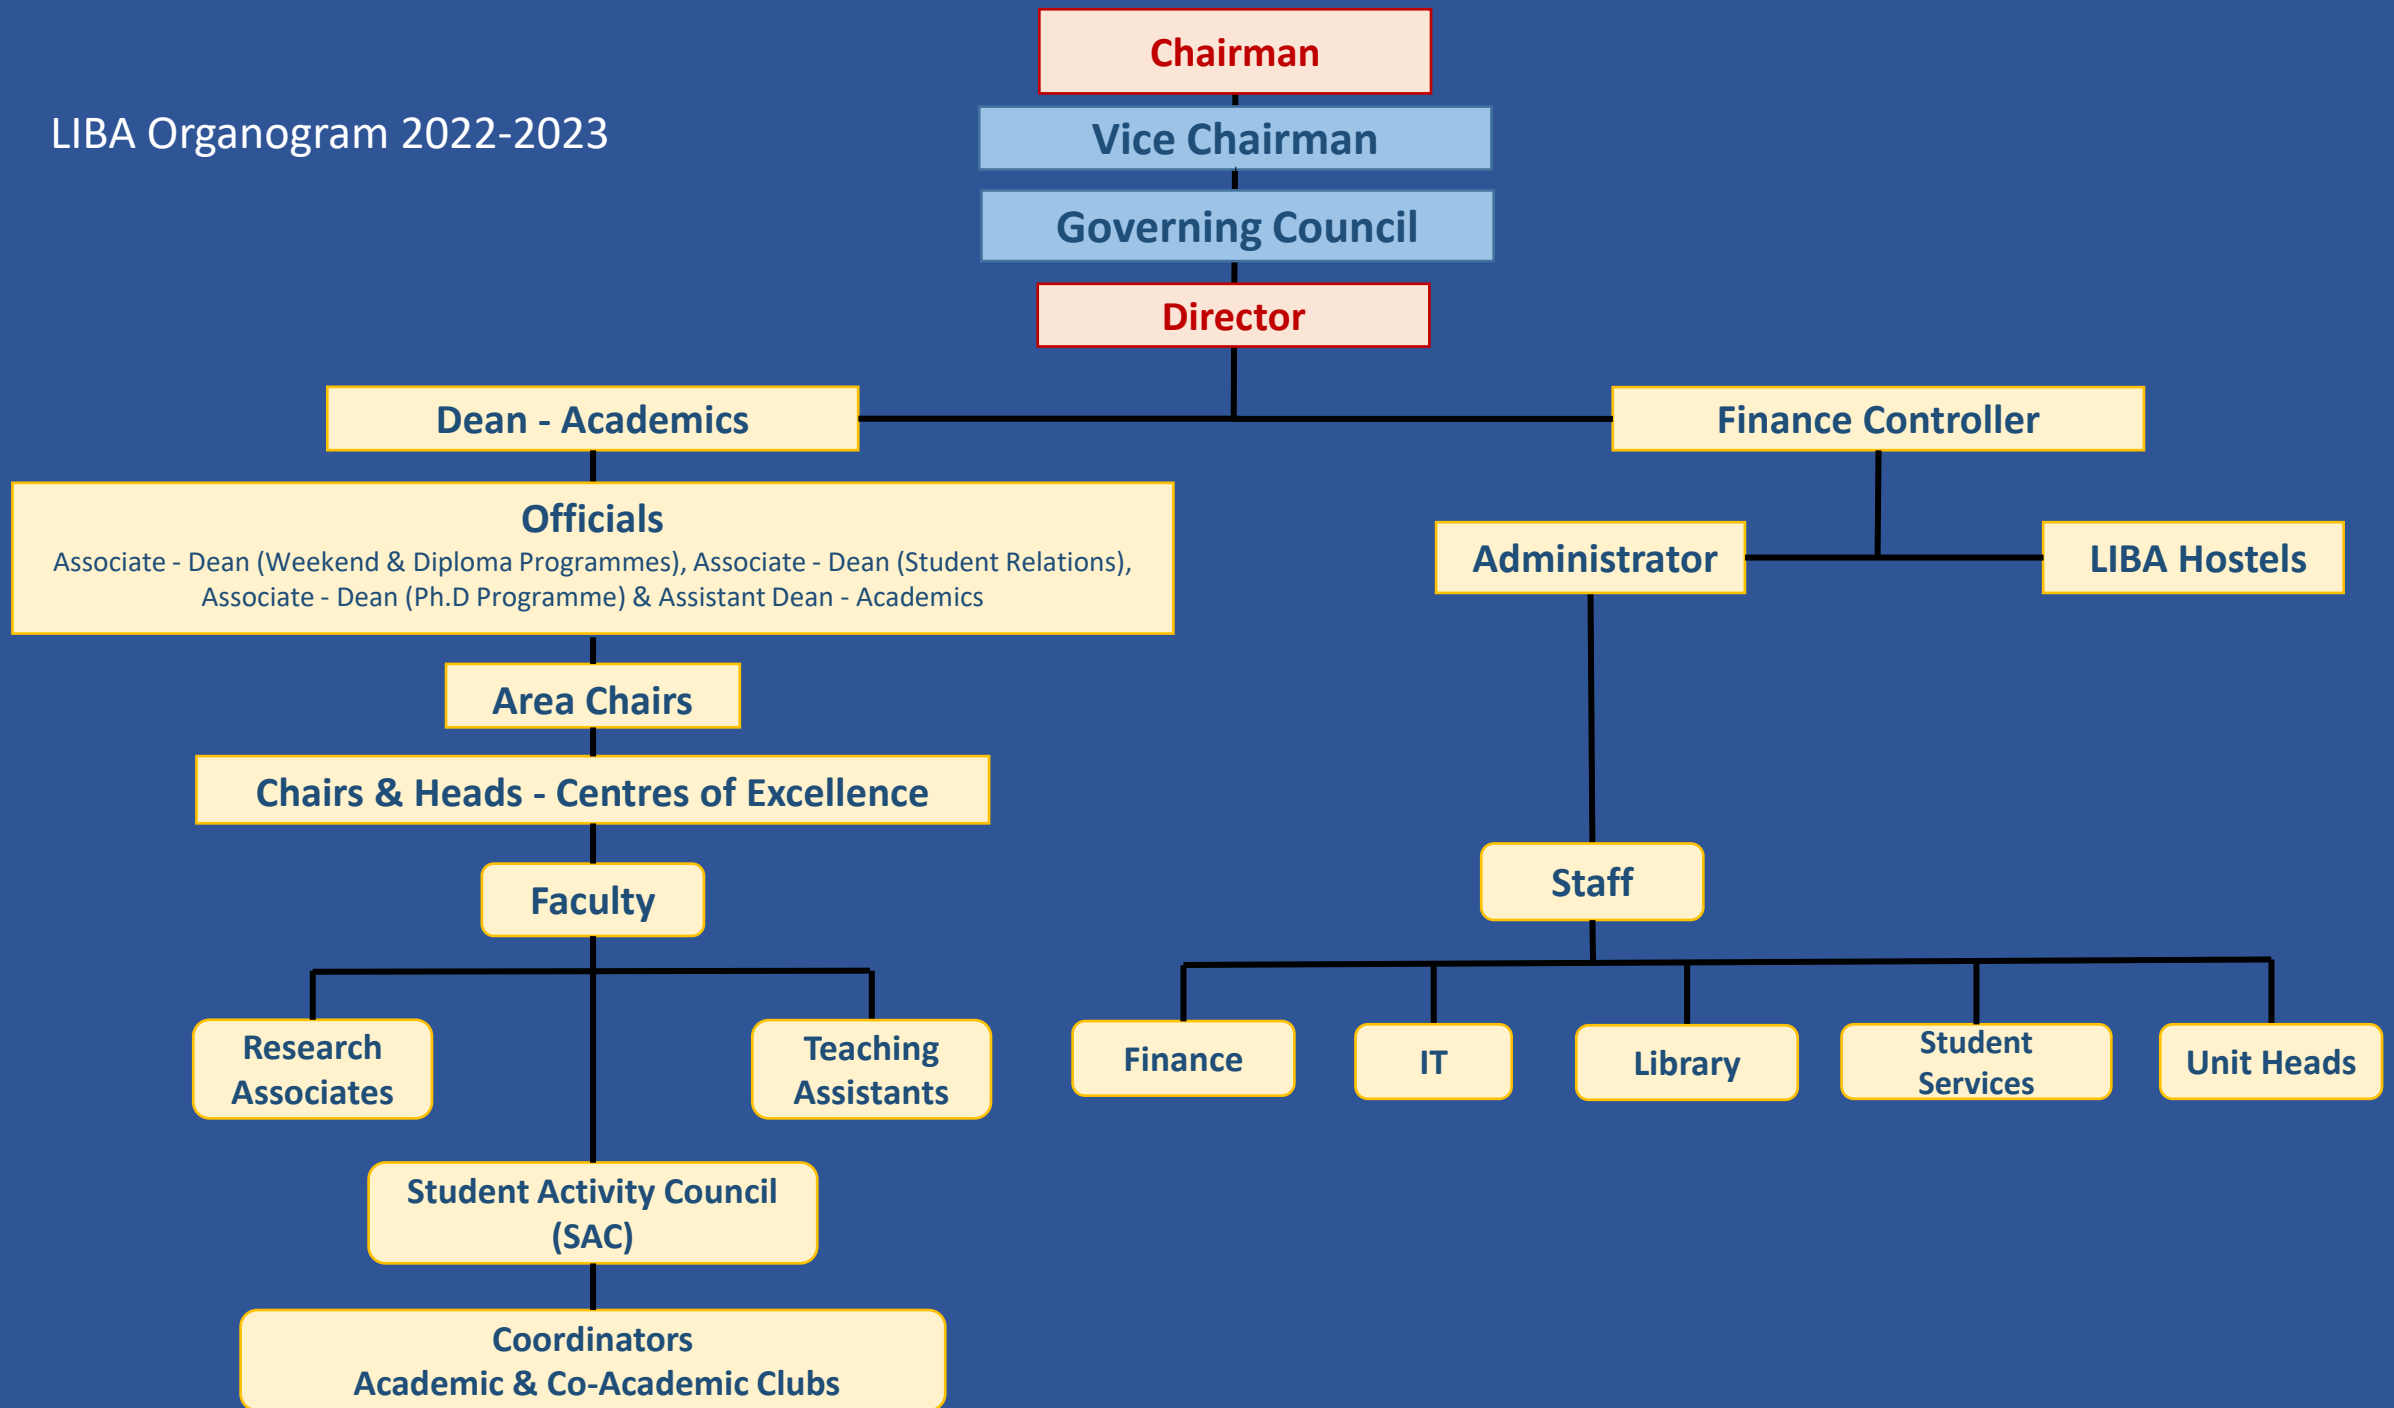 Chairman
LIBA Organogram 2022-2023
Vice Chairman
Governing Council
Director
Dean - Academics
Finance Controller
Officials
Associate - Dean (Weekend & Diploma Programmes), Associate - Dean (Student Relations),
Associate - Dean (Ph.D Programme) & Assistant Dean - Academics
Administrator
LIBA Hostels
Area Chairs
Chairs & Heads - Centres of Excellence
Faculty
Staff
Research
Associates
Teaching
Assistants
Finance
IT
Library
Student
Services
Unit Heads
Student Activity Council
(SAC)
Coordinators
Academic & Co-Academic Clubs